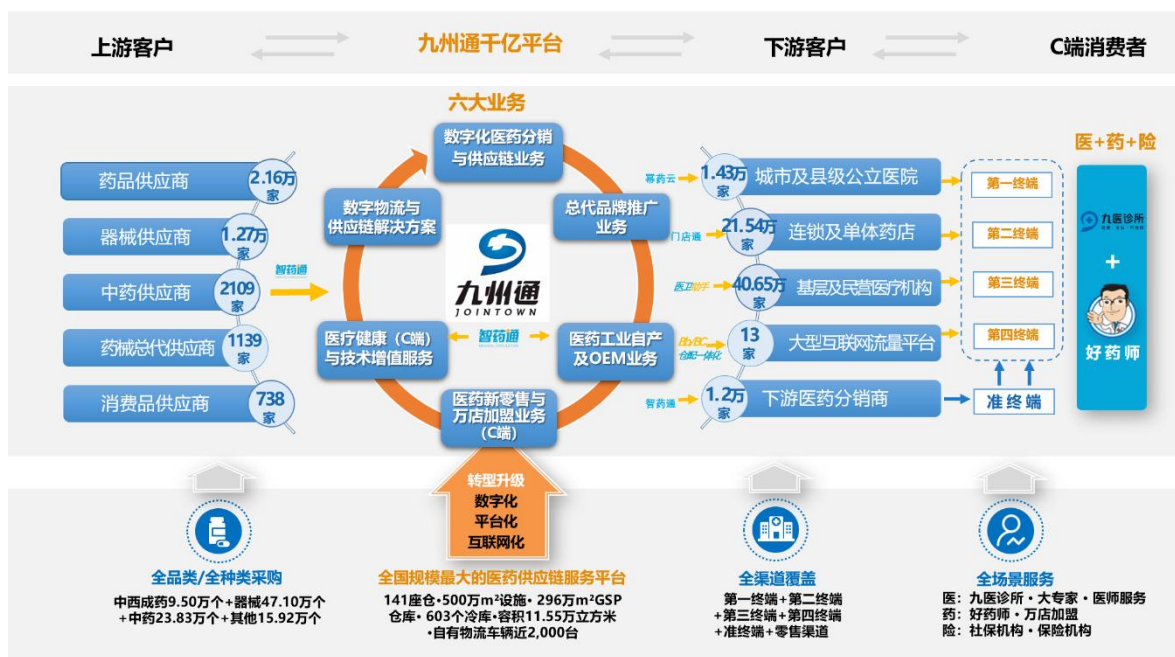 上游客户
九州通千亿平台
下游客户
C端消费者
六大业务
药品供应商
2.16万
家
器械供应商
1.27万
家
中药供应商
2109
家
药械总代供应商
1139
家
消费品供应商
738
家
智药通
数字化医药分销
与供应链业务
总代品牌推广
业务
医药工业自产
及OEM业务
医药新零售与
万店加盟业务
(C端)
医疗健康（C端）
与技术增值服务
数字物流与
供应链解决方案
九州通
JOINTOWN
智药通
转型升级
数字化
平台化
互联网化
幂药云
1.43万
家
城市及县级公立医院
门店通
21.54万
家
连锁及单体药店
医卫助手
40.65万
家
基层及民营医疗机构
仓配一体化
13
家
大型互联网流量平台
智药通
1.2万
家
下游医药分销商
第一终端
第二终端
第三终端
第四终端
准终端
医+药+险
九医诊所
+
好药师
全品类/全种类采购
中西成药9.50万个+器械47.10万个
+中药23.83万个+其他15.92万个
全国规模最大的医药供应链服务平台
141座仓·500万m²设施·296万m²GSP
仓库·603个冷库·容积11.55万立方米
·自有物流车辆近2,000台
全渠道覆盖
第一终端+第二终端
+第三终端+第四终端
+准终端+零售渠道
全场景服务
医：九医诊所·大专家·医师服务
药：好药师·万店加盟
险：社保机构·保险机构